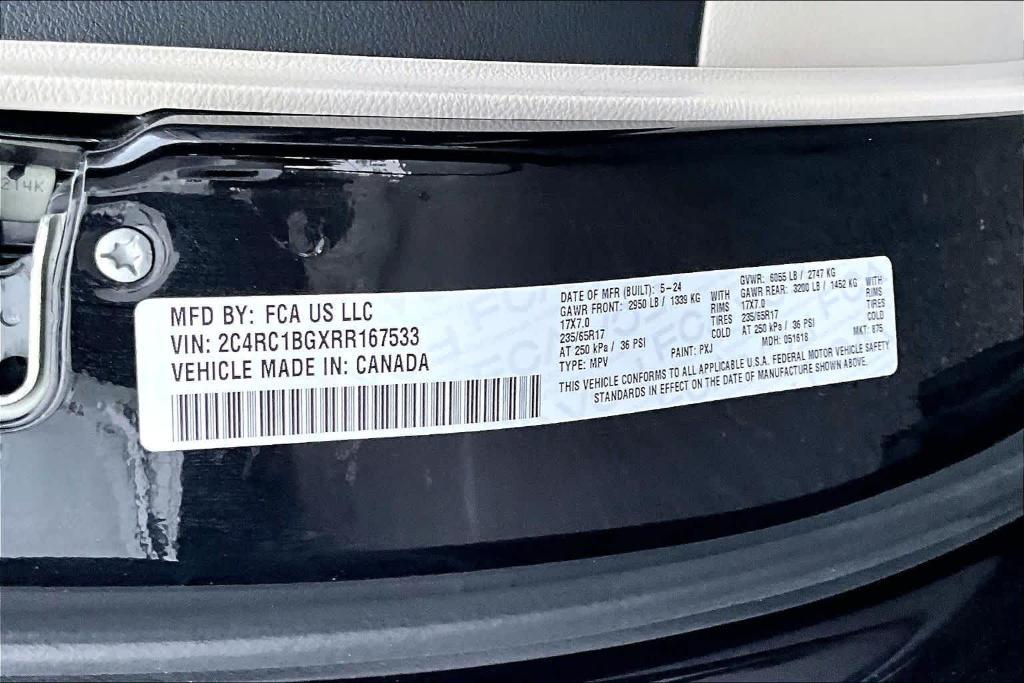 214K
MFD BY: FCA US LLC
VIN: 2C4RC1BGXRR167533
VEHICLE MADE IN: CANADA
DATE OF MFR (BUILT): 5-24 GVWR: 6055 LB / 2747 KG
GAWR FRONT: 2950 LB / 1339 KG WITH GAWR REAR: 3200 LB / 1452 KG WITH
17X7.0 RIMS 17X7.0 RIMS
235/65R17 TIRES 235/65R17 TIRES
AT 250 kPa / 36 PSI COLD AT 250 kPa / 36 PSI COLD
TYPE: MPV PAINT: PXJ MDH: 051618 MKT: 875
THIS VEHICLE CONFORMS TO ALL APPLICABLE U.S.A. FEDERAL MOTOR VEHICLE SAFETY
STANDARDS IN EFFECT ON THE DATE OF MANUFACTURE SHOWN ABOVE.